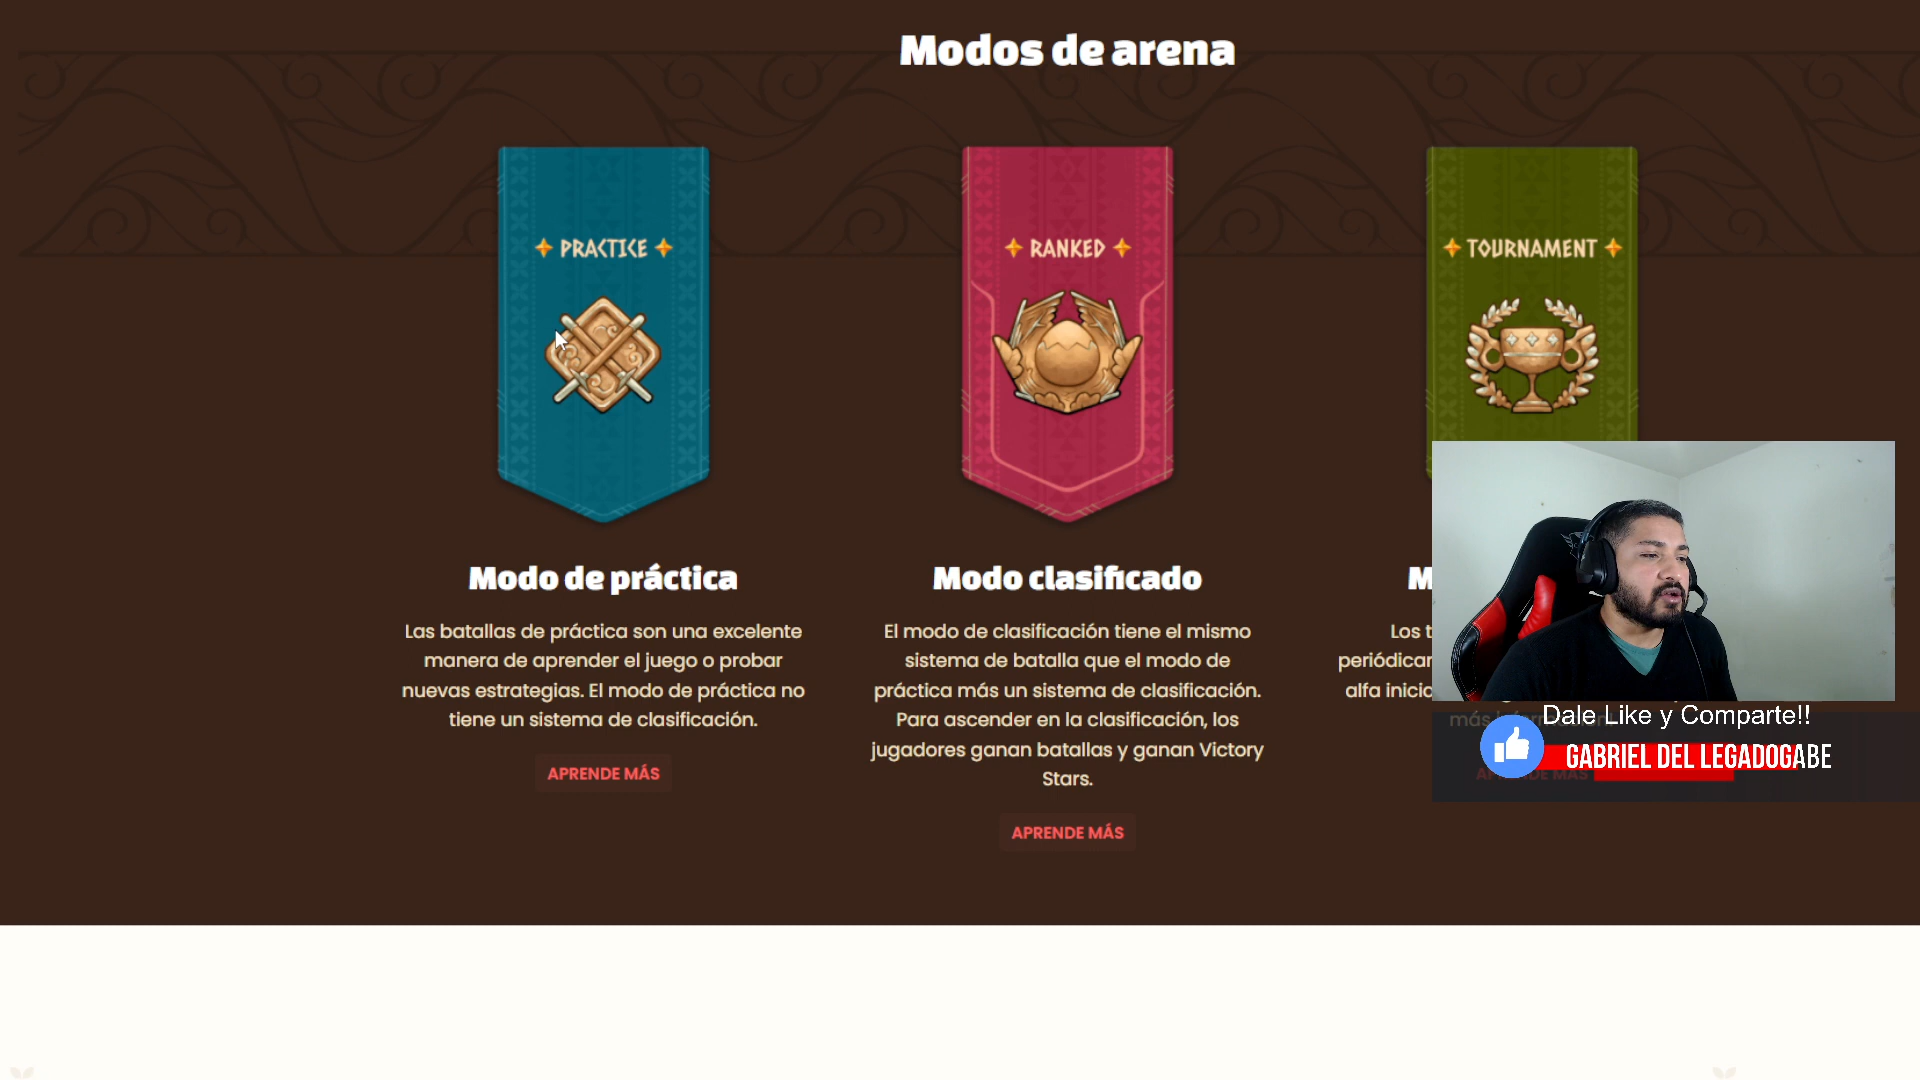 Modos de arena
PRACTICE
RANKED
TOURNAMENT
Modo de práctica
Las batallas de práctica son una excelente
manera de aprender el juego o probar
nuevas estrategias. El modo de práctica no
tiene un sistema de clasificación.
APRENDE MÁS
Modo clasificado
El modo de clasificación tiene el mismo
sistema de batalla que el modo de
práctica más un sistema de clasificación.
Para ascender en la clasificación, los
jugadores ganan batallas y ganan Victory
Stars.
APRENDE MÁS
Los
alfa
más
APRENDE MÁS
Dale Like y Comparte!!
GABRIEL DEL LEGADOGABE